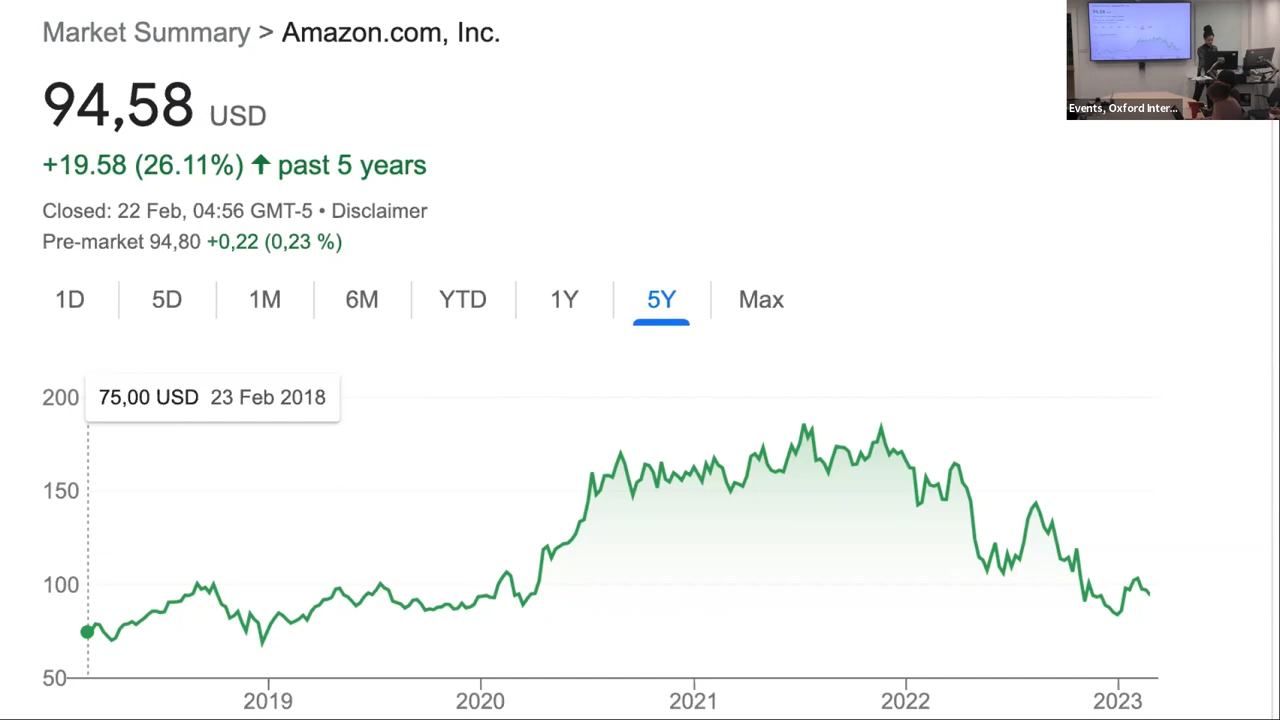 Market Summary > Amazon.com, Inc.
94,58 USD
+19.58 (26.11%) ↑ past 5 years
Closed: 22 Feb, 04:56 GMT-5 • Disclaimer
Pre-market 94,80 +0,22 (0,23 %)
1D 5D 1M 6M YTD 1Y 5Y Max
200
75,00 USD 23 Feb 2018
150
100
50
2019 2020 2021 2022 2023
Events, Oxford Inter...